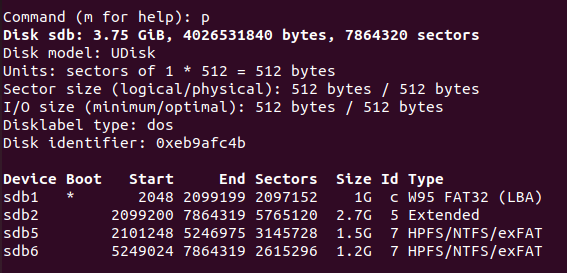 Command (m for help): p
Disk sdb: 3.75 GiB, 4026531840 bytes, 7864320 sectors
Disk model: UDisk
Units: sectors of 1 * 512 = 512 bytes
Sector size (logical/physical): 512 bytes / 512 bytes
I/O size (minimum/optimal): 512 bytes / 512 bytes
Disklabel type: dos
Disk identifier: 0xeb9afc4b
Device Boot Start End Sectors Size Id Type
sdb1 * 2048 2099199 2097152 1G c W95 FAT32 (LBA)
sdb2 2099200 7864319 5765120 2.7G 5 Extended
sdb5 2101248 5246975 3145728 1.5G 7 HPFS/NTFS/exFAT
sdb6 5249024 7864319 2615296 1.2G 7 HPFS/NTFS/exFAT